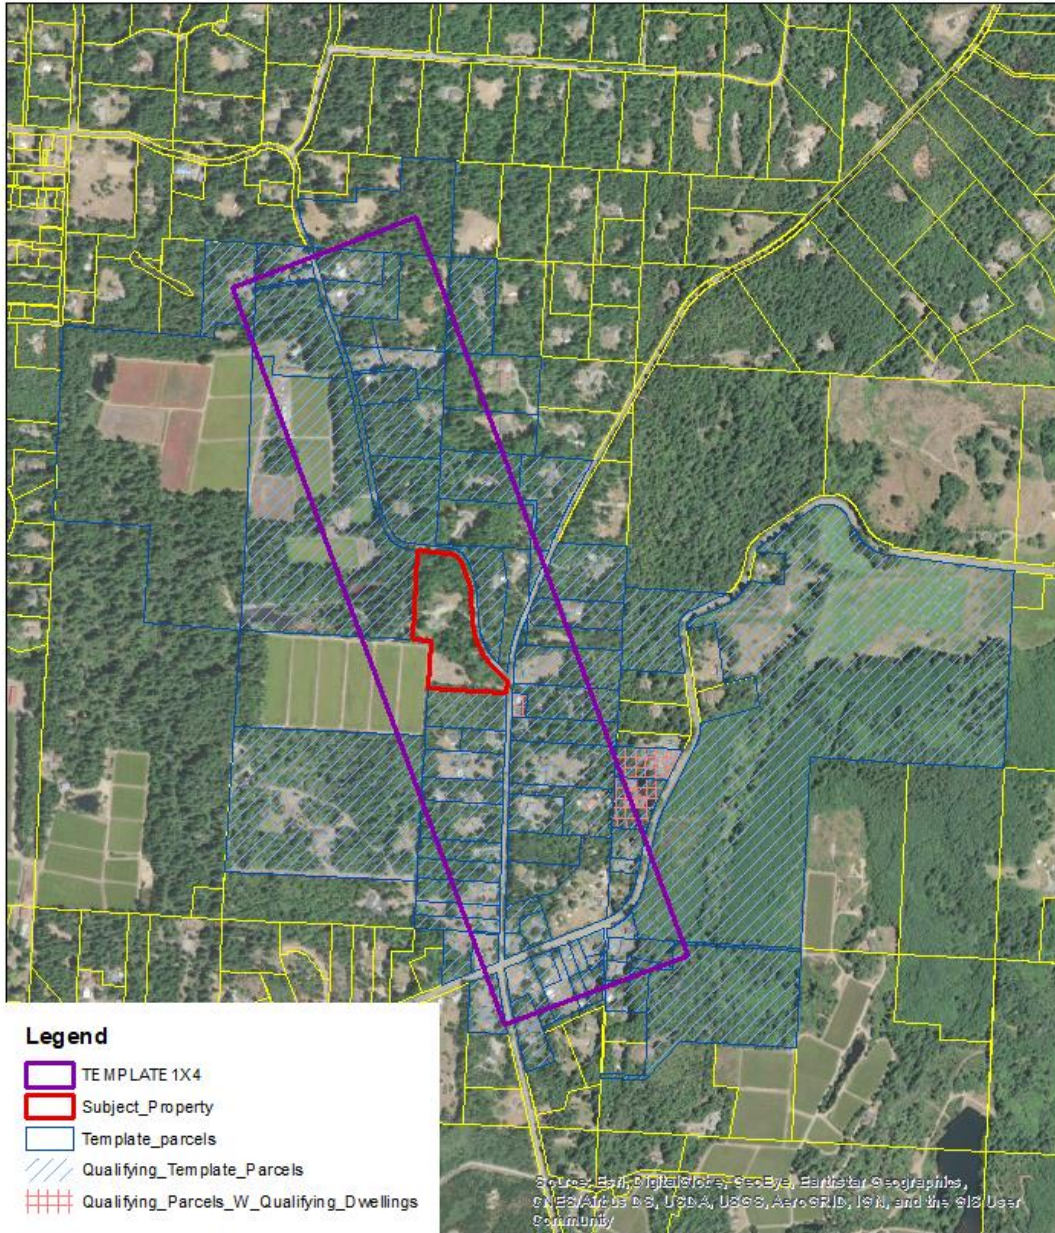 Legend
TEMPLATE 1X4
Subject_Property
Template_parcels
Qualifying_Template_Parcels
Qualifying_Parcels_W_Qualifying_Dwellings
Source: Esri, DigitalGlobe, GeoEye, Earthstar Geographics,
CNES/Airbus DS, USDA, USGS, AeroGRID, IGN, and the GIS User
Community